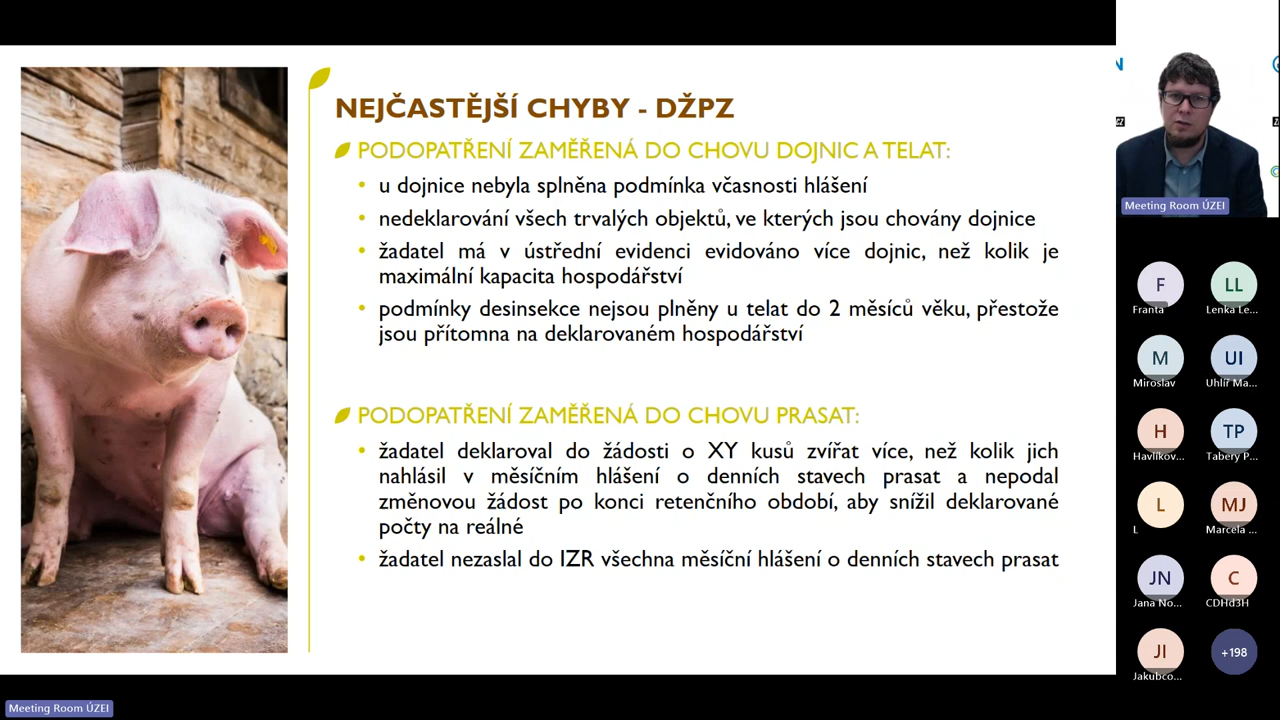 NEJČASTĚJŠÍ CHYBY - DŽPZ
PODOPATŘENÍ ZAMĚŘENÁ DO CHOVU DOJNIC A TELAT:
• u dojnice nebyla splněna podmínka včasnosti hlášení
• nedeklarování všech trvalých objektů, ve kterých jsou chovány dojnice
• žadatel má v ústřední evidenci evidováno více dojnic, než kolik je
maximální kapacita hospodářství
• podmínky desinsekce nejsou plněny u telat do 2 měsíců věku, přestože
jsou přítomna na deklarovaném hospodářství
PODOPATŘENÍ ZAMĚŘENÁ DO CHOVU PRASAT:
• žadatel deklaroval do žádosti o XY kusů zvířat více, než kolik jich
nahlásil v měsíčním hlášení o denních stavech prasat a nepodal
změnovou žádost po konci retenčního období, aby snížil deklarované
počty na reálné
• žadatel nezaslal do IZR všechna měsíční hlášení o denních stavech prasat
Meeting Room ÚZEI
F
Franta
LL
Lenka Le...
M
Miroslav
UI
Uhlíř Ma...
H
Havlíkov...
TP
Tabery P...
L
L
MJ
Marcela ...
JN
Jana No...
C
CDHd3H
JI
Jakubco...
+198
Meeting Room ÚZEI